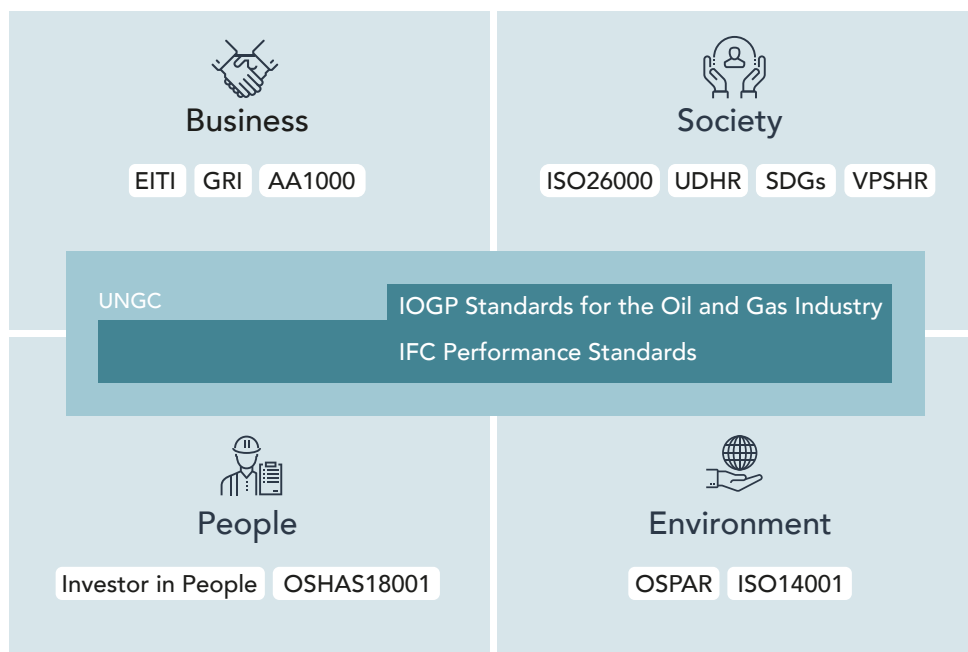 Business
EITI GRI AA1000
Society
ISO26000 UDHR SDGs VPSHR
UNGC
IOGP Standards for the Oil and Gas Industry
IFC Performance Standards
People
Investor in People OSHAS18001
Environment
OSPAR ISO14001